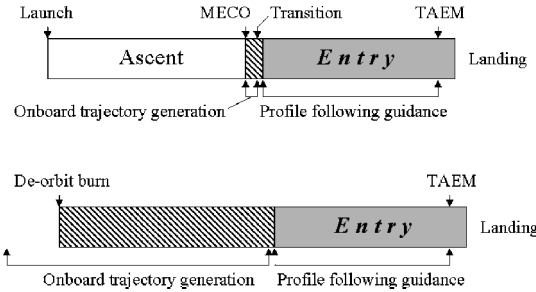 Launch MECO Transition TAEM
Ascent Entry Landing
Onboard trajectory generation Profile following guidance
De-orbit burn TAEM
Entry Landing
Onboard trajectory generation Profile following guidance